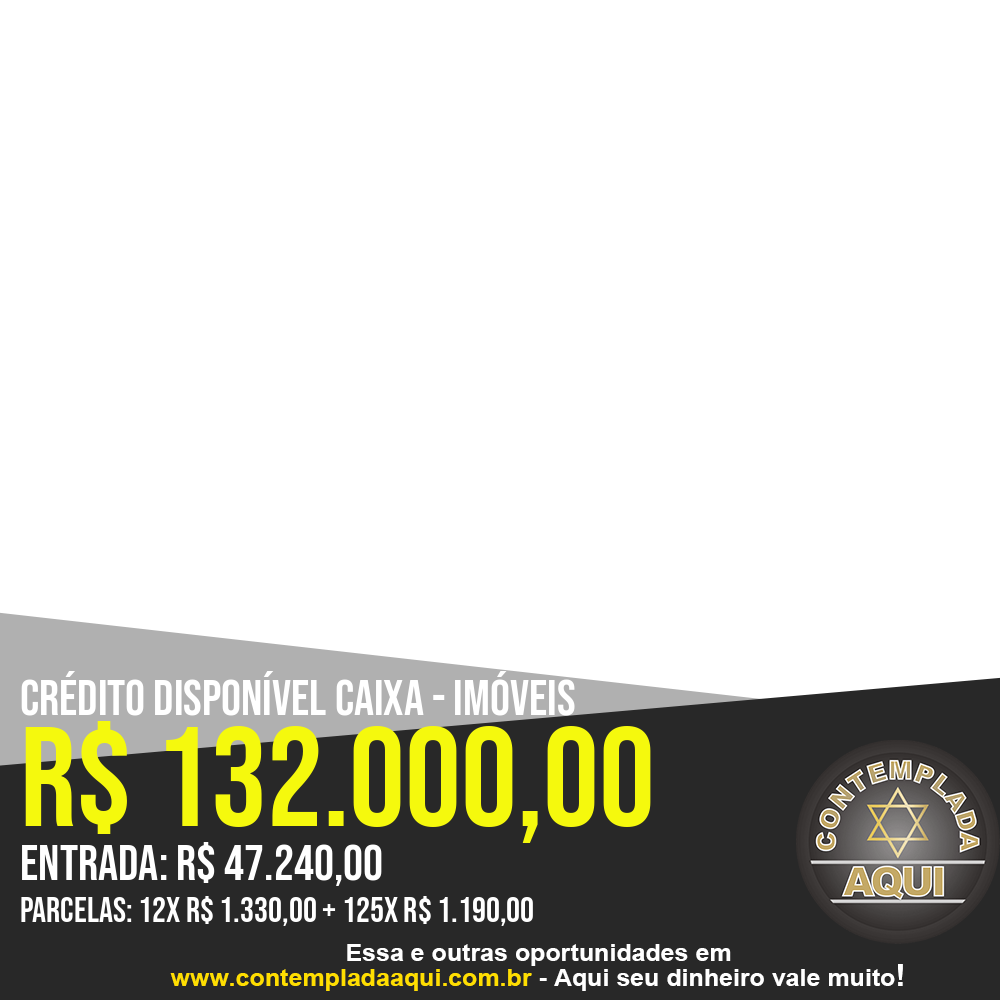 CRÉDITO DISPONÍVEL CAIXA - IMÓVEIS
R$ 132.000,00
ENTRADA: R$ 47.240,00
PARCELAS: 12X R$ 1.330,00 + 125X R$ 1.190,00
CONTEMPLADA
AQUI
Essa e outras oportunidades em
www.contempladaaqui.com.br - Aqui seu dinheiro vale muito!